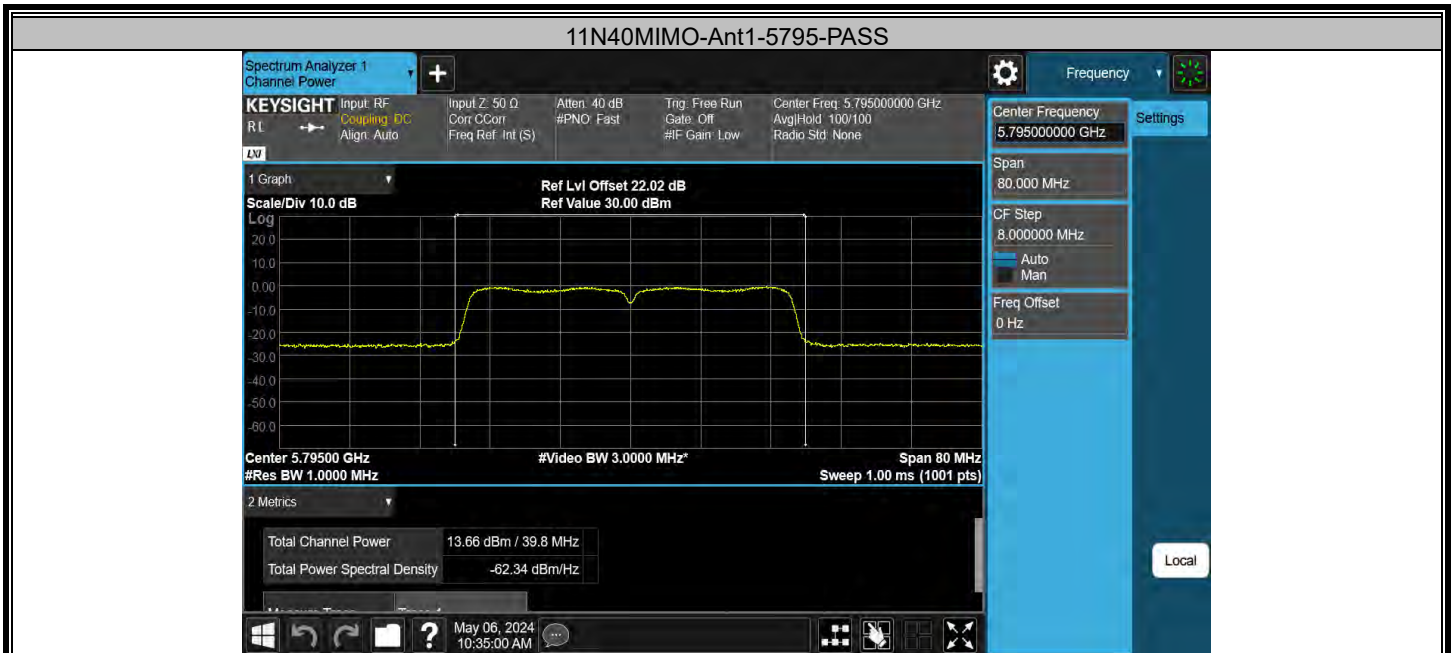 11N40MIMO-Ant1-5795-PASS
Spectrum Analyzer 1
Channel Power
+
Frequency
KEYSIGHT
RL
LXI
Input: RF
Coupling: DC
Align: Auto
Input Z: 50 Ω
Corr CCorr
Freq Ref: Int (S)
Atten: 40 dB
#PNO: Fast
Trig: Free Run
Gate: Off
#IF Gain: Low
Center Freq: 5.795000000 GHz
Avg|Hold: 100/100
Radio Std: None
Center Frequency
5.795000000 GHz
Settings
Span
80.000 MHz
CF Step
8.000000 MHz
Auto
Man
Freq Offset
0 Hz
Local
1 Graph
Scale/Div 10.0 dB
Ref Lvl Offset 22.02 dB
Ref Value 30.00 dBm
Log
20.0
10.0
0.00
-10.0
-20.0
-30.0
-40.0
-50.0
-60.0
Center 5.79500 GHz
#Video BW 3.0000 MHz*
Span 80 MHz
#Res BW 1.0000 MHz
Sweep 1.00 ms (1001 pts)
2 Metrics
Total Channel Power 13.66 dBm / 39.8 MHz
Total Power Spectral Density -62.34 dBm/Hz
?
May 06, 2024
10:35:00 AM